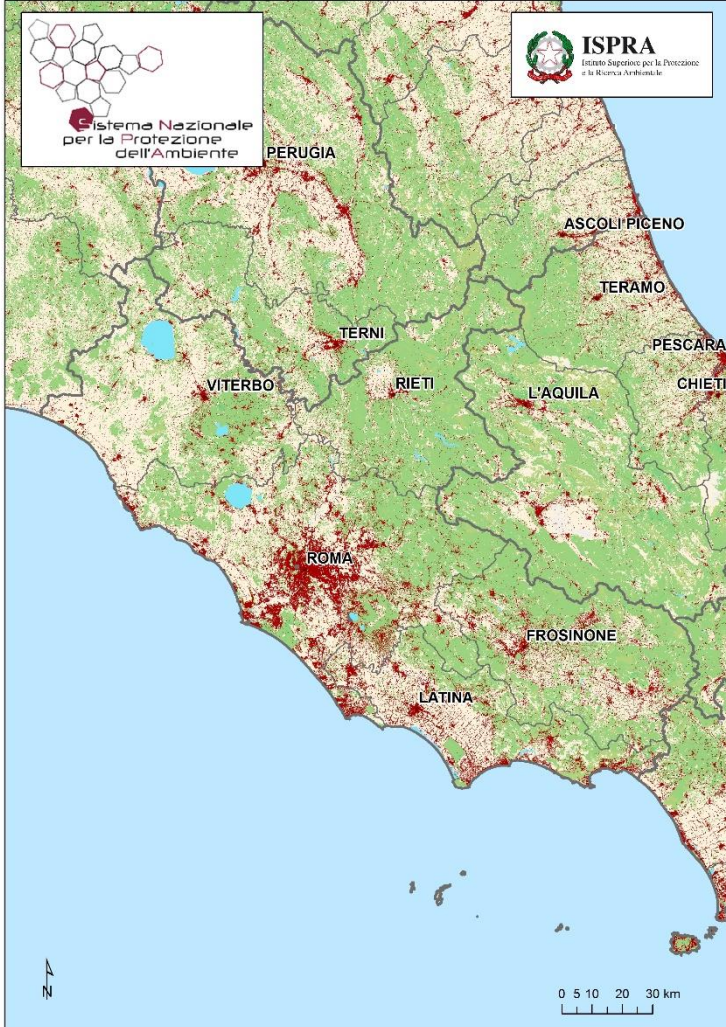 Sistema Nazionale
per la Protezione
dell'Ambiente
ISPRA
Istituto Superiore per la Protezione
e la Ricerca Ambientale
PERUGIA
ASCOLI PICENO
TERAMO
TERNI
PESCARA
VITERBO
RIETI
L'AQUILA
CHIETI
ROMA
FROSINONE
LATINA
N
0 5 10 20 30 km